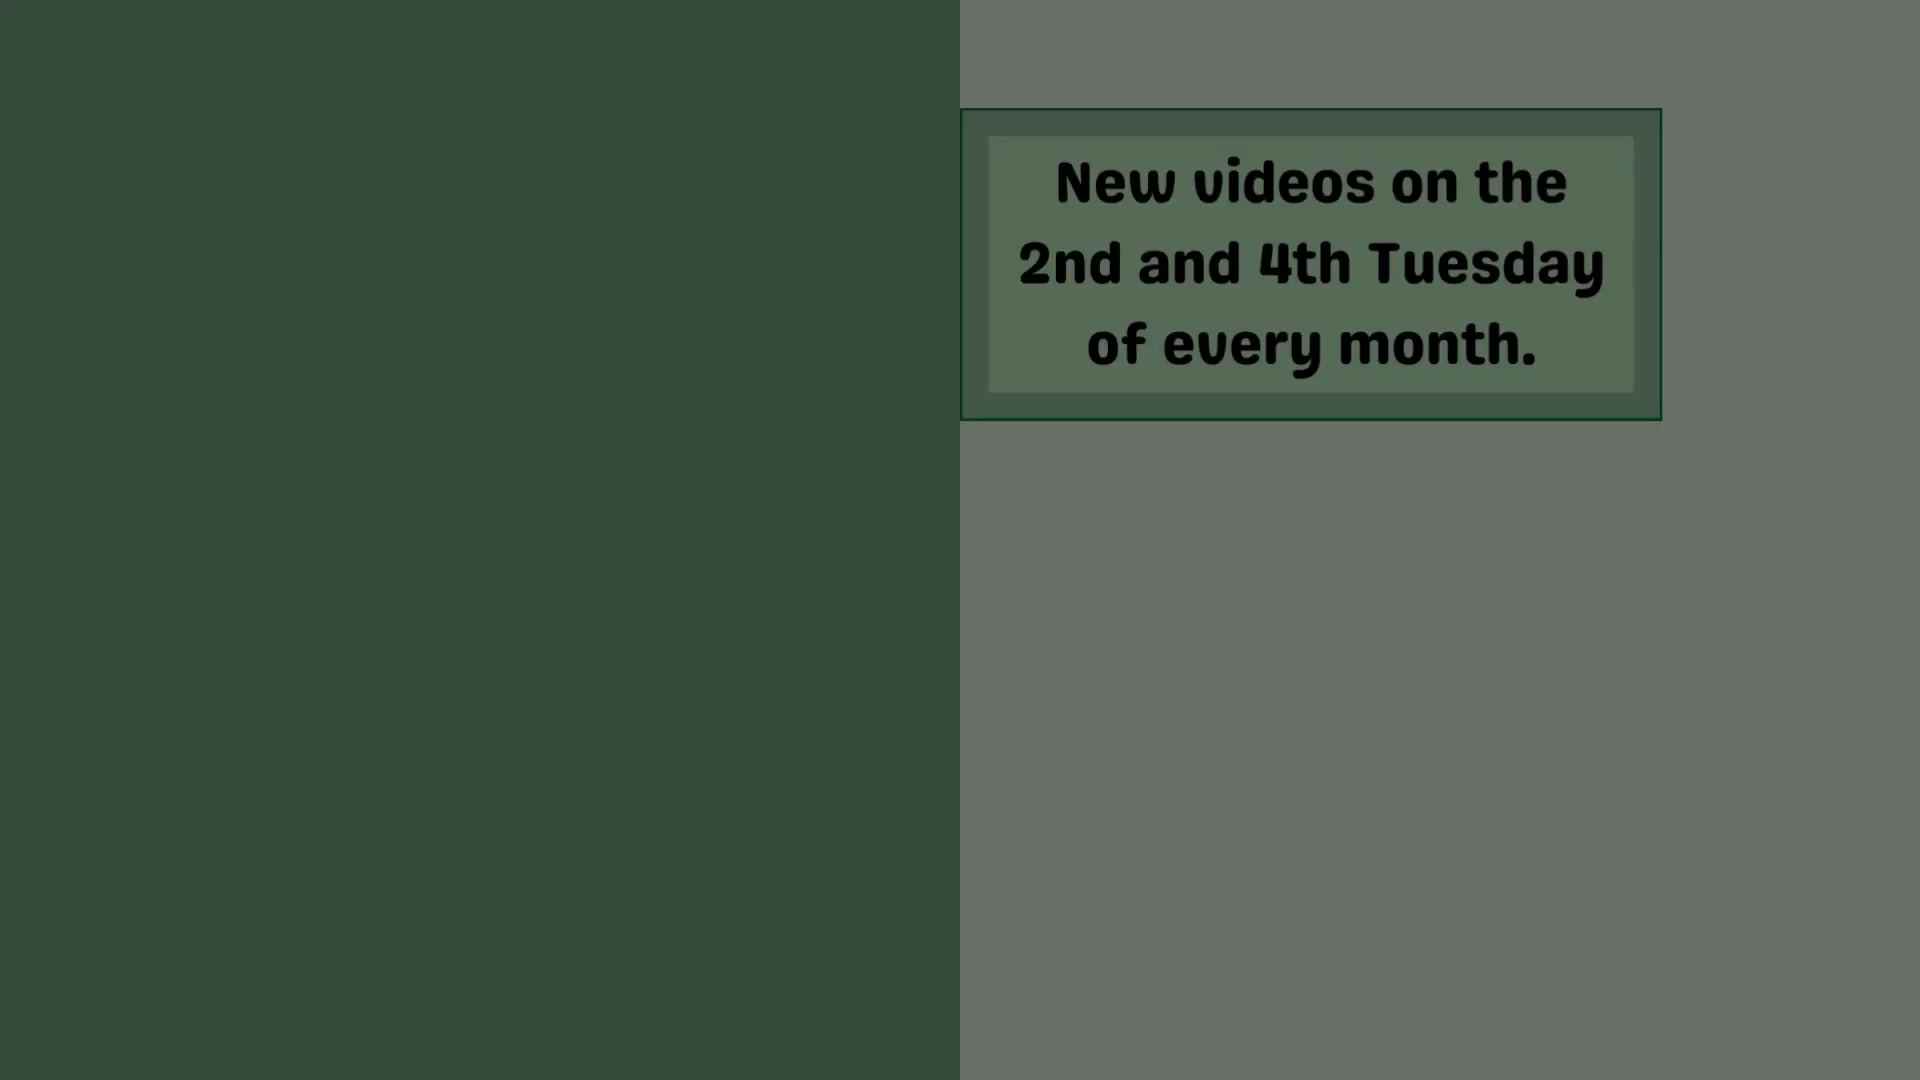 New videos on the
2nd and 4th Tuesday
of every month.